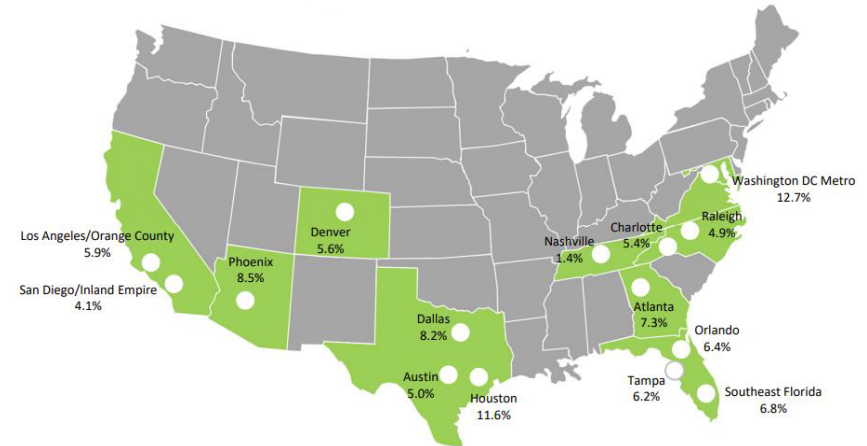 Washington DC Metro
12.7%
Raleigh
4.9%
Charlotte
5.4%
Nashville
1.4%
Denver
5.6%
Los Angeles/Orange County
5.9%
Phoenix
8.5%
San Diego/Inland Empire
4.1%
Atlanta
7.3%
Dallas
8.2%
Orlando
6.4%
Austin
5.0%
Houston
11.6%
Tampa
6.2%
Southeast Florida
6.8%